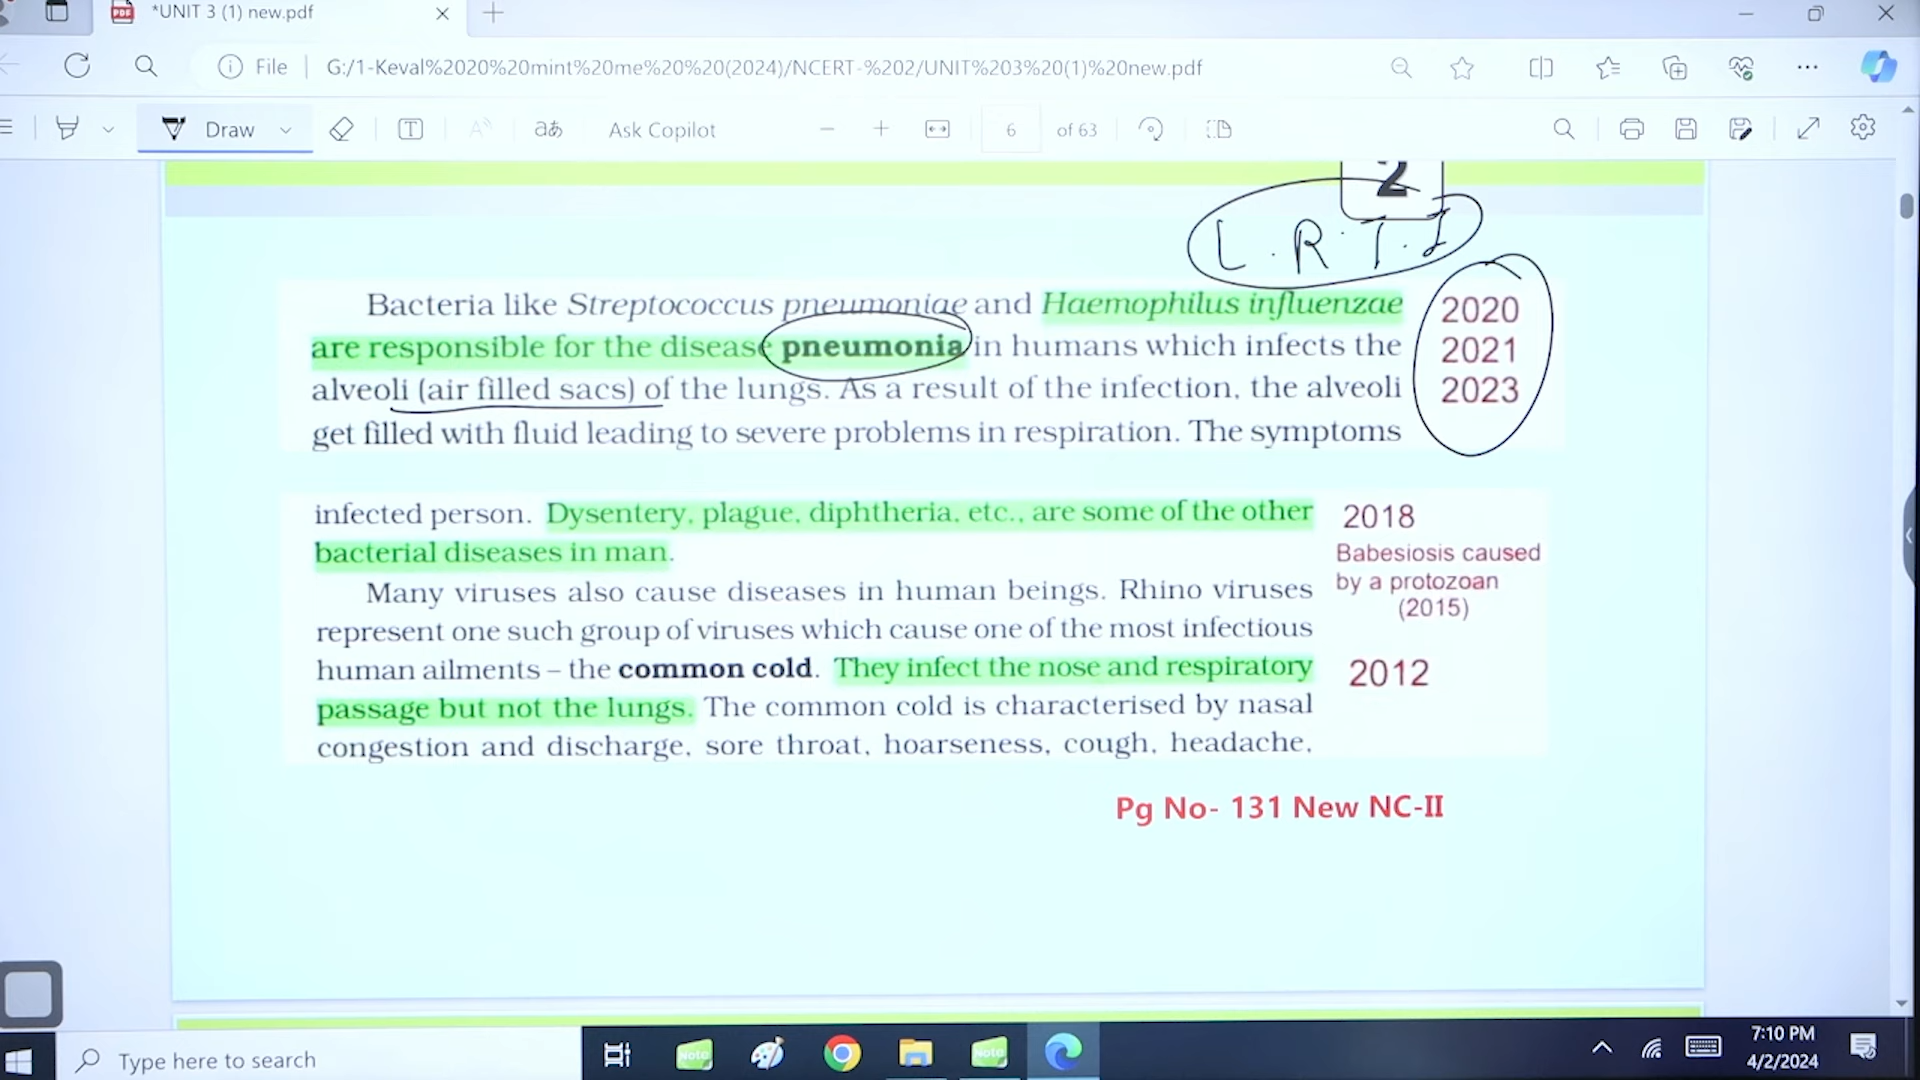 *UNIT 3 (1) new.pdf
File
G:/1-Keval%2020%20mint%20me%20%20(2024)/NCERT-%202/UNIT%203%20(1)%20new.pdf
Draw
T
A
aあ
Ask Copilot
6
of 63
2
L.R.T.I
Bacteria like Streptococcus pneumoniae and Haemophilus influenzae 2020
are responsible for the disease pneumonia in humans which infects the 2021
alveoli (air filled sacs) of the lungs. As a result of the infection, the alveoli 2023
get filled with fluid leading to severe problems in respiration. The symptoms
infected person. Dysentery, plague, diphtheria, etc., are some of the other 2018
bacterial diseases in man. Babesiosis caused
by a protozoan
Many viruses also cause diseases in human beings. Rhino viruses (2015)
represent one such group of viruses which cause one of the most infectious
human ailments – the common cold. They infect the nose and respiratory 2012
passage but not the lungs. The common cold is characterised by nasal
congestion and discharge, sore throat, hoarseness, cough, headache,
Pg No- 131 New NC-II
Type here to search
Note
Note
7:10 PM
4/2/2024